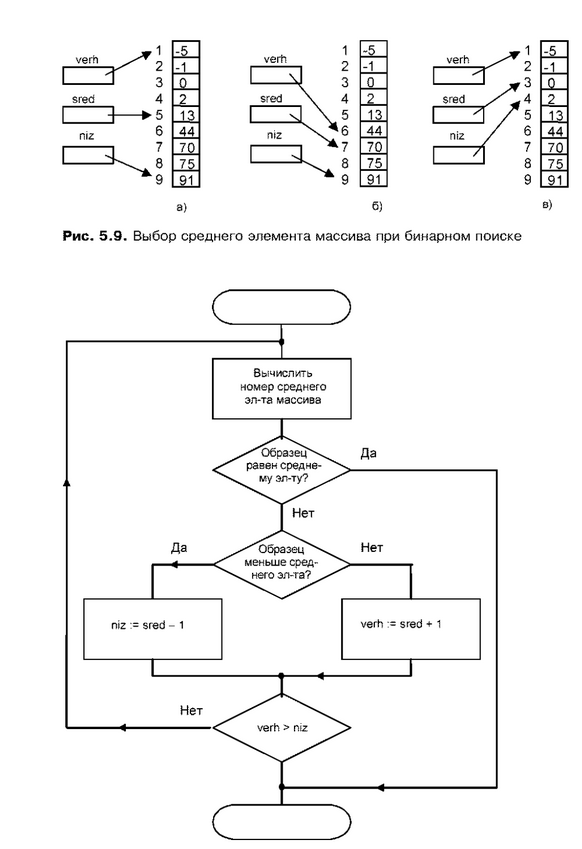 verh
sred
niz
1 -5
2 -1
3 0
4 2
5 13
6 44
7 70
8 75
9 91
а)
verh
sred
niz
1 -5
2 -1
3 0
4 2
5 13
6 44
7 70
8 75
9 91
б)
verh
sred
niz
1 -5
2 -1
3 0
4 2
5 13
6 44
7 70
8 75
9 91
в)
Рис. 5.9. Выбор среднего элемента массива при бинарном поиске
Вычислить
номер среднего
эл-та массива
Образец
равен средне-
му эл-ту?
Да
Нет
Образец
меньше сред-
него эл-та?
Да
Нет
niz := sred – 1
verh := sred + 1
verh > niz
Нет